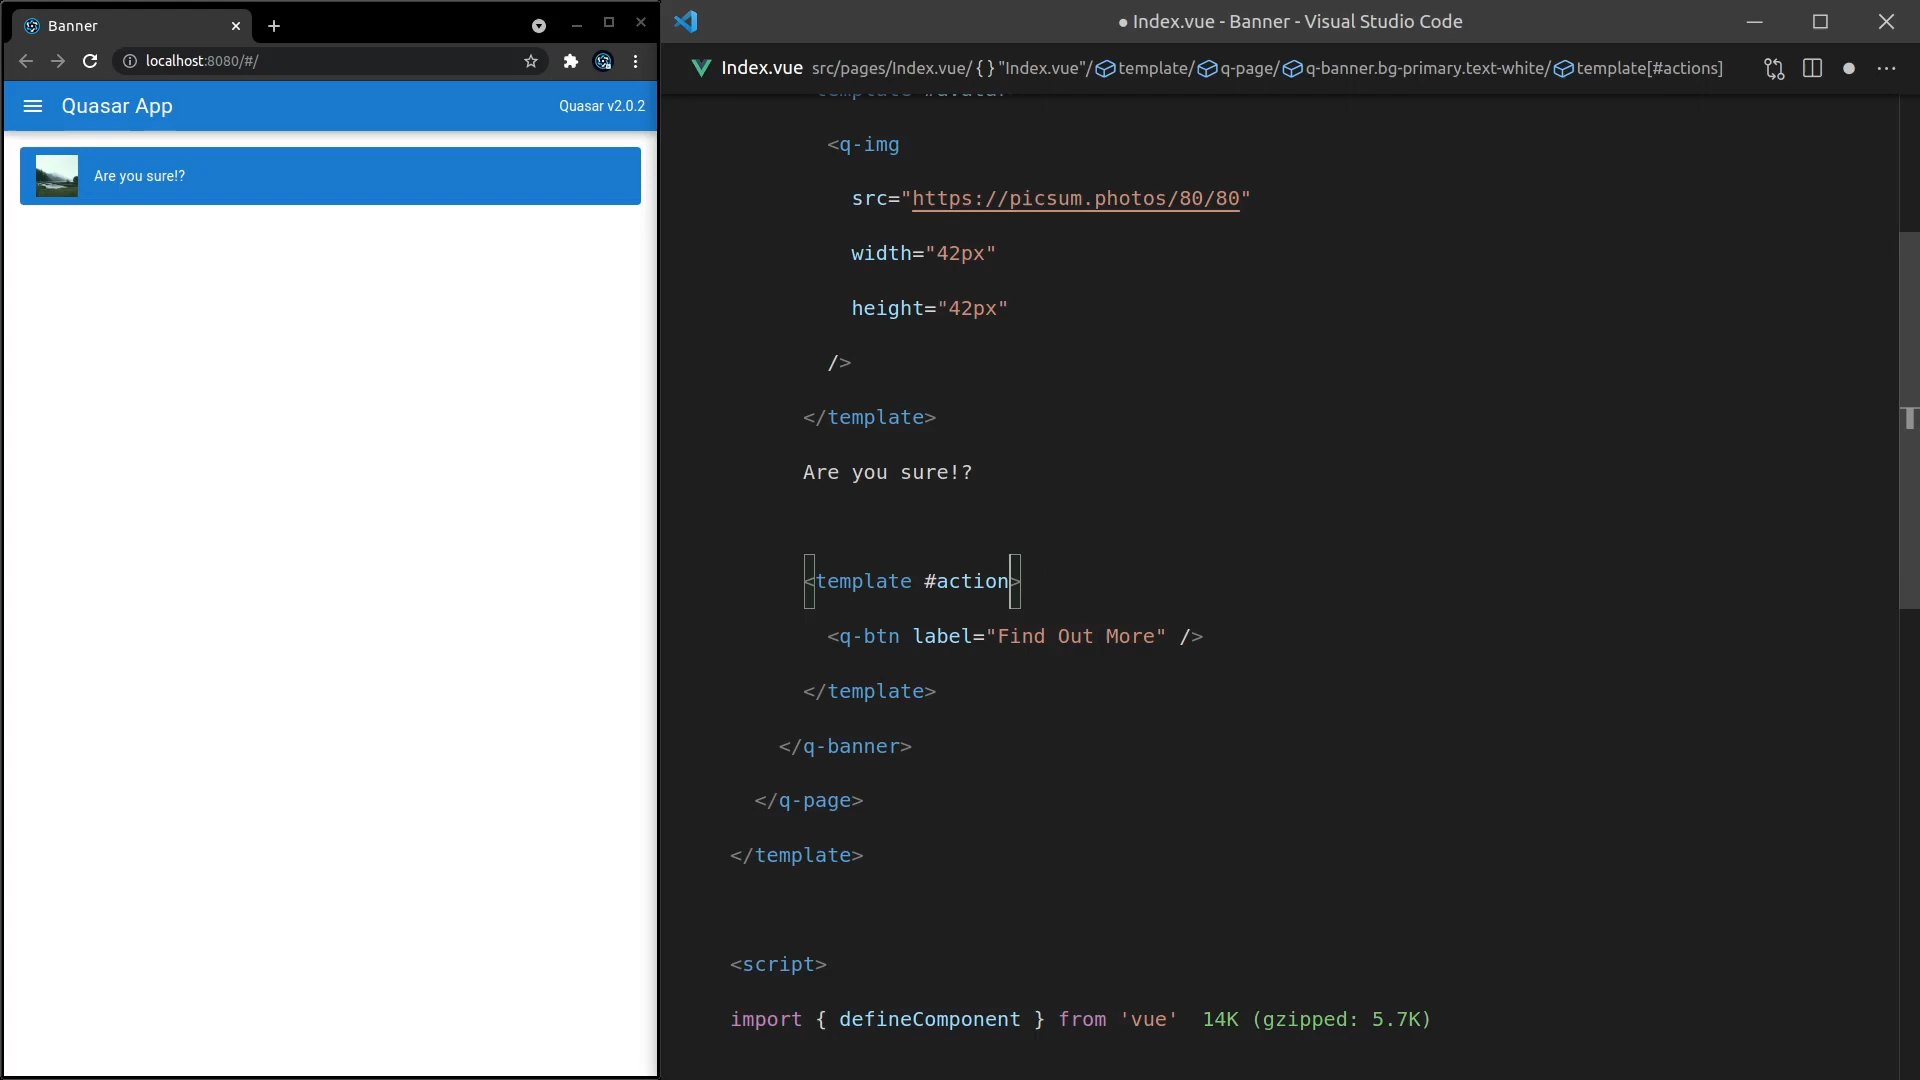 Banner
localhost:8080/#/
Quasar App
Quasar v2.0.2
Are you sure!?
● Index.vue - Banner - Visual Studio Code
Index.vue src/pages/Index.vue/{ } "Index.vue"/template/q-page/q-banner.bg-primary.text-white/template[#actions]
<q-img
src="https://picsum.photos/80/80"
width="42px"
height="42px"
/>
</template>
Are you sure!?
<template #action>
<q-btn label="Find Out More" />
</template>
</q-banner>
</q-page>
</template>
<script>
import { defineComponent } from 'vue' 14K (gzipped: 5.7K)